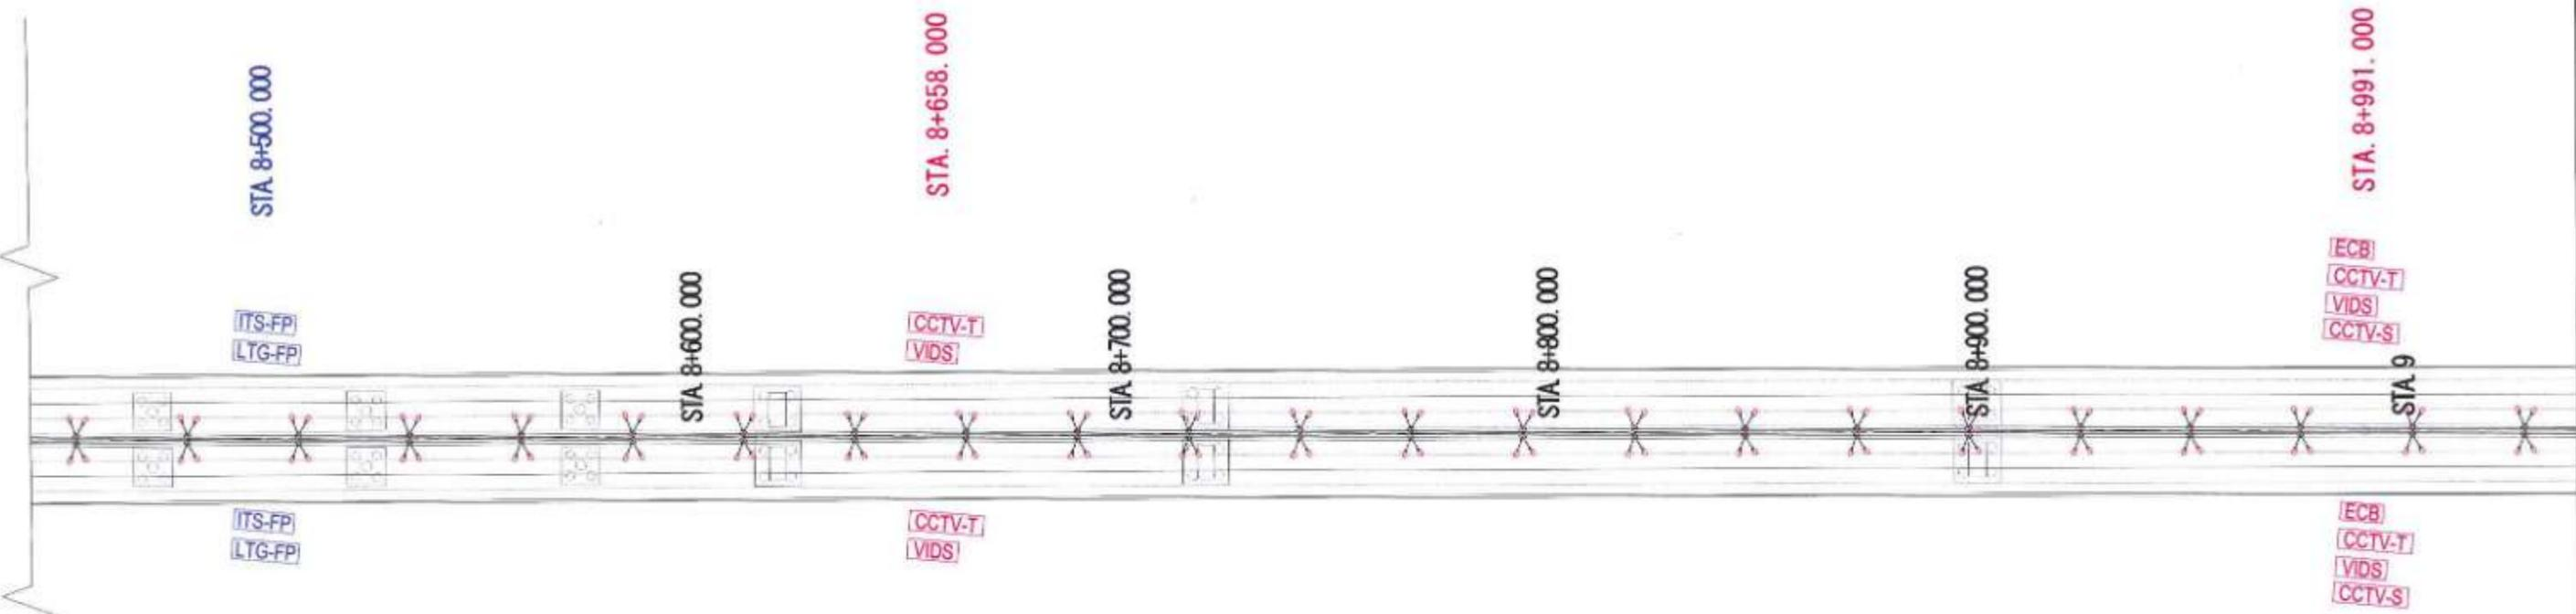 STA. 8+500.000
STA. 8+658.000
STA. 8+991.000
ECB
CCTV-T
VIDS
CCTV-S
ITS-FP
LTG-FP
STA. 8+600.000
CCTV-T
VIDS
STA. 8+700.000
STA. 8+800.000
STA. 8+900.000
STA. 9
ITS-FP
LTG-FP
CCTV-T
VIDS
ECB
CCTV-T
VIDS
CCTV-S